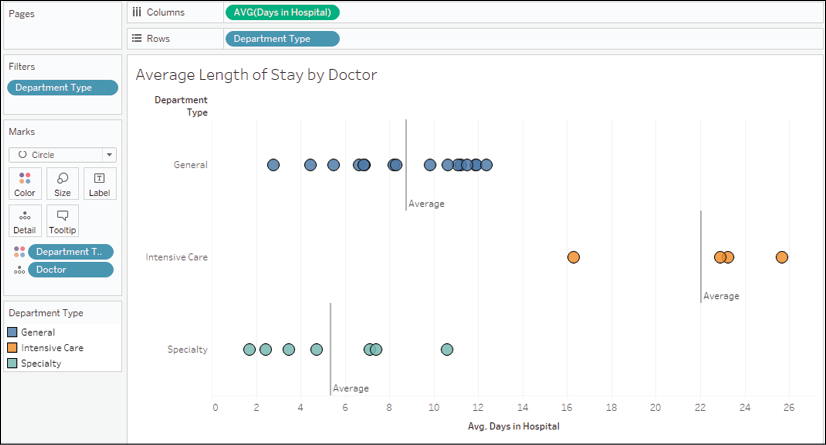 Pages
Columns AVG(Days in Hospital)
Rows Department Type
Filters
Department Type
Marks
Circle
Color Size Label
Detail Tooltip
Department T..
Doctor
Department Type
General
Intensive Care
Specialty
Average Length of Stay by Doctor
Department
Type
General
Average
Intensive Care
Average
Specialty
Average
0 2 4 6 8 10 12 14 16 18 20 22 24 26
Avg. Days in Hospital